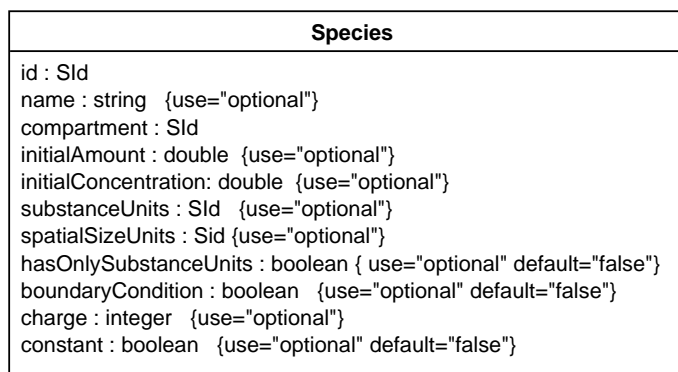 Species
id : SId
name : string {use="optional"}
compartment : SId
initialAmount : double {use="optional"}
initialConcentration: double {use="optional"}
substanceUnits : SId {use="optional"}
spatialSizeUnits : Sid {use="optional"}
hasOnlySubstanceUnits : boolean { use="optional" default="false"}
boundaryCondition : boolean {use="optional" default="false"}
charge : integer {use="optional"}
constant : boolean {use="optional" default="false"}